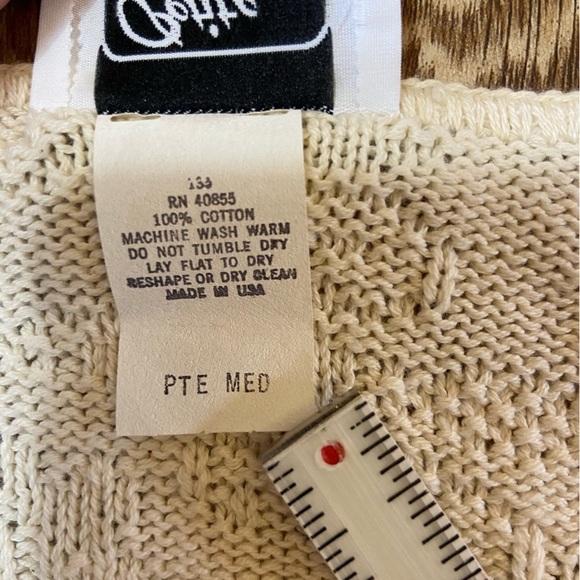 Petite
133
RN 40855
100% COTTON
MACHINE WASH WARM
DO NOT TUMBLE DRY
LAY FLAT TO DRY
RESHAPE OR DRY CLEAN
MADE IN USA
PTE MED